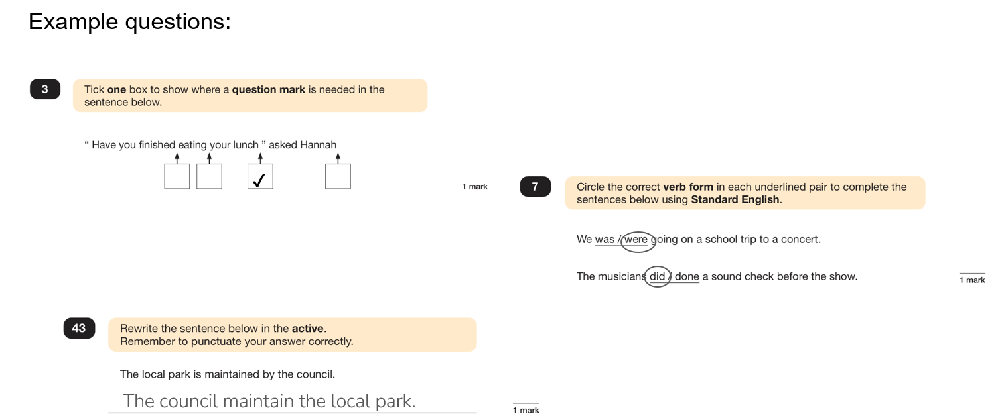 Example questions:
3
Tick one box to show where a question mark is needed in the
sentence below.
“ Have you finished eating your lunch ” asked Hannah
✓
1 mark
7
Circle the correct verb form in each underlined pair to complete the
sentences below using Standard English.
We was / were going on a school trip to a concert.
The musicians did / done a sound check before the show.
1 mark
43
Rewrite the sentence below in the active.
Remember to punctuate your answer correctly.
The local park is maintained by the council.
The council maintain the local park.
1 mark